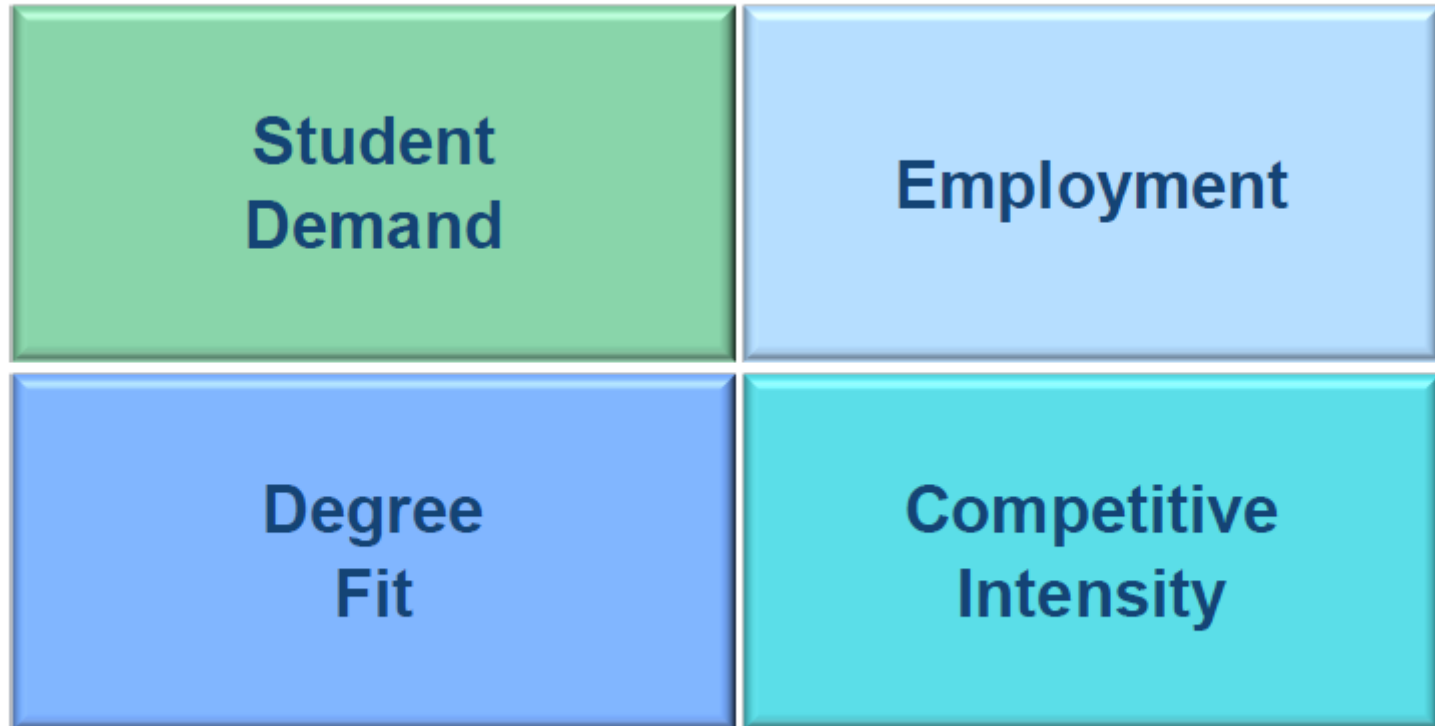 Student
Demand
Employment
Degree
Fit
Competitive
Intensity